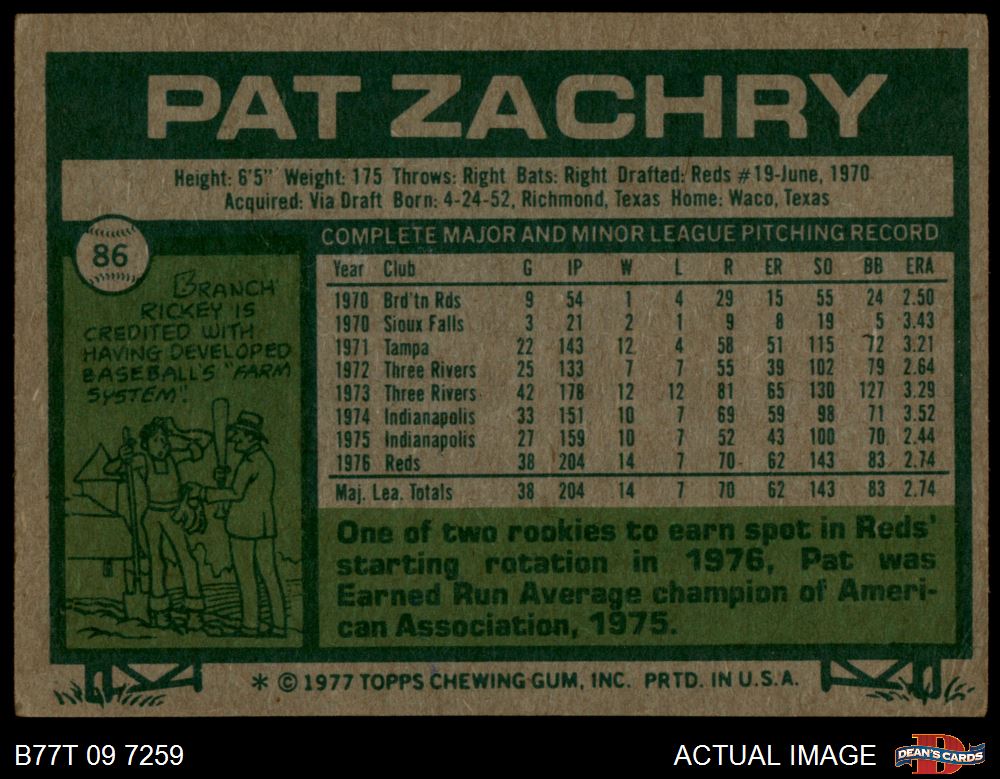 PAT ZACHRY
Height: 6'5" Weight: 175 Throws: Right Bats: Right Drafted: Reds #19-June, 1970
Acquired: Via Draft Born: 4-24-52, Richmond, Texas Home: Waco, Texas
86
BRANCH
RICKEY IS
CREDITED WITH
HAVING DEVELOPED
BASEBALL'S "FARM
SYSTEM".
COMPLETE MAJOR AND MINOR LEAGUE PITCHING RECORD
Year Club G IP W L R ER SO BB ERA
1970 Brd'tn Rds 9 54 1 4 29 15 55 24 2.50
1970 Sioux Falls 3 21 2 1 9 8 19 5 3.43
1971 Tampa 22 143 12 4 58 51 115 72 3.21
1972 Three Rivers 25 133 7 7 55 39 102 79 2.64
1973 Three Rivers 42 178 12 12 81 65 130 127 3.29
1974 Indianapolis 33 151 10 7 69 59 98 71 3.52
1975 Indianapolis 27 159 10 7 52 43 100 70 2.44
1976 Reds 38 204 14 7 70 62 143 83 2.74
Maj. Lea. Totals 38 204 14 7 70 62 143 83 2.74
One of two rookies to earn spot in Reds'
starting rotation in 1976, Pat was
Earned Run Average champion of Ameri-
can Association, 1975.
* © 1977 TOPPS CHEWING GUM, INC. PRTD. IN U.S.A.
B77T 09 7259
ACTUAL IMAGE
DEAN'S CARDS